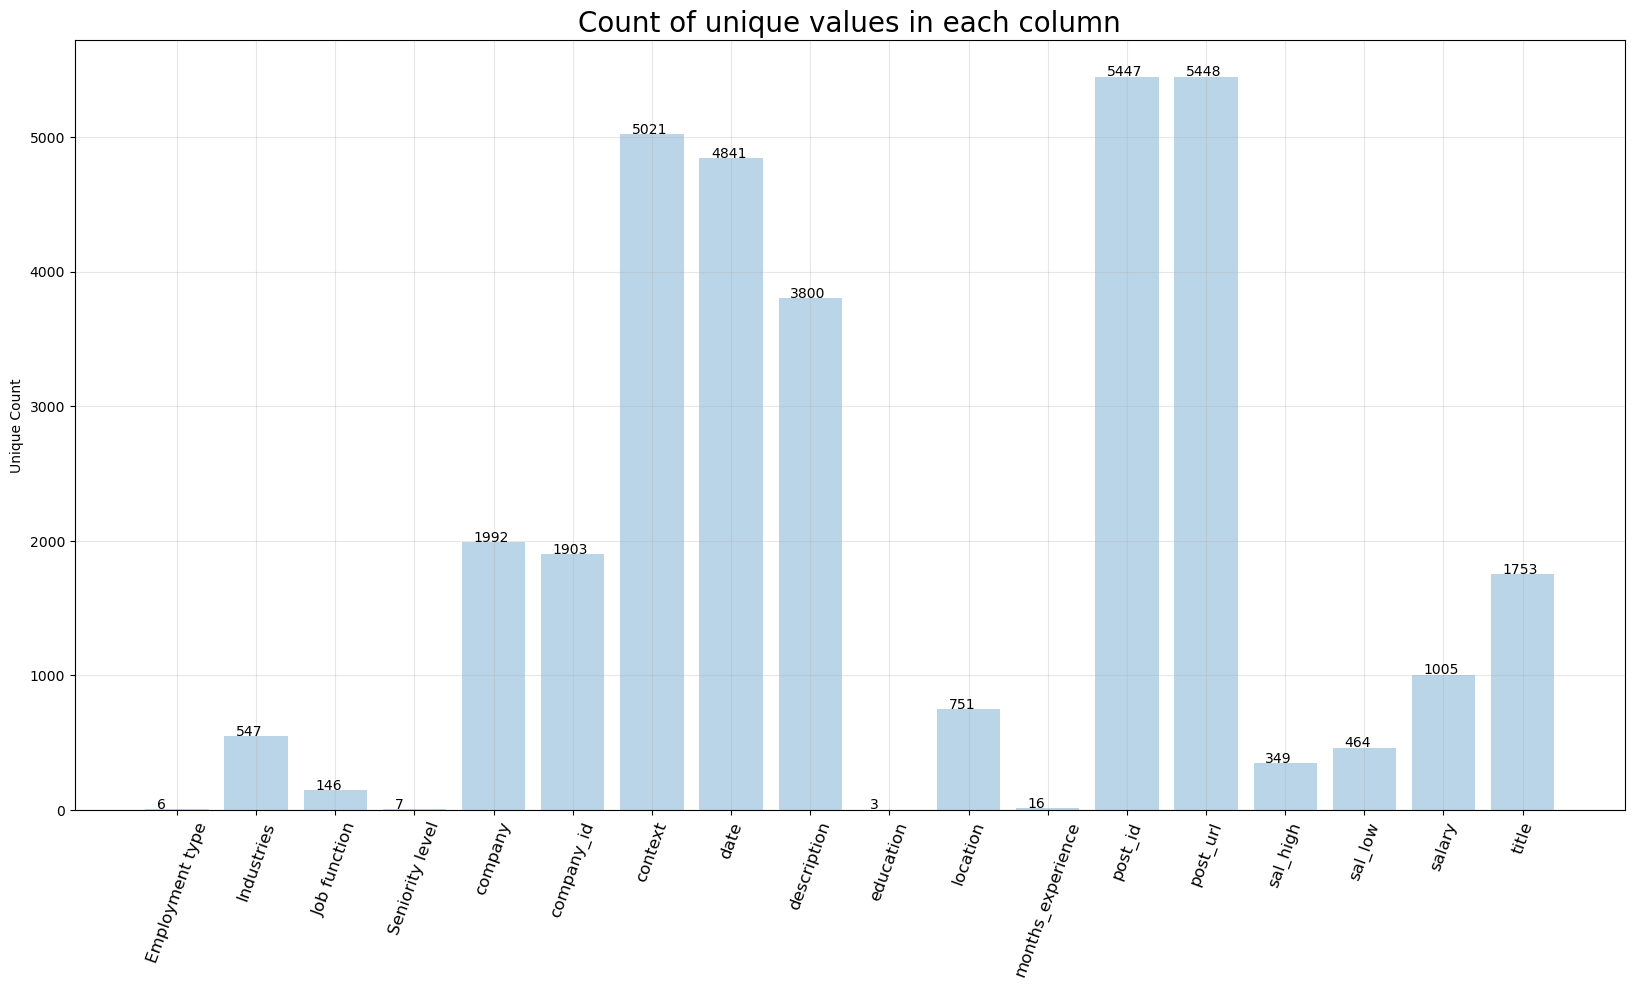 Count of unique values in each column
Unique Count
5000
4000
3000
2000
1000
0
6
547
146
7
1992
1903
5021
4841
3800
3
751
16
5447
5448
349
464
1005
1753
Employment type
Industries
Job function
Seniority level
company
company_id
context
date
description
education
location
months_experience
post_id
post_url
sal_high
sal_low
salary
title